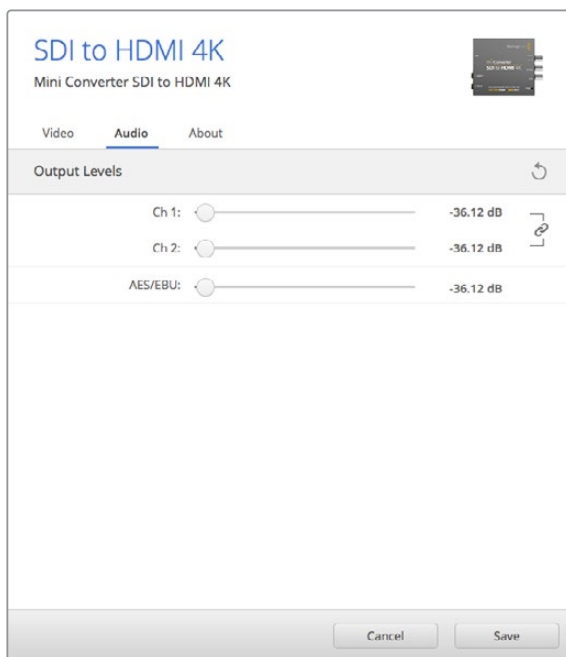 SDI to HDMI 4K
Mini Converter SDI to HDMI 4K
Video Audio About
Output Levels
Ch 1: -36.12 dB
Ch 2: -36.12 dB
AES/EBU: -36.12 dB
Cancel Save